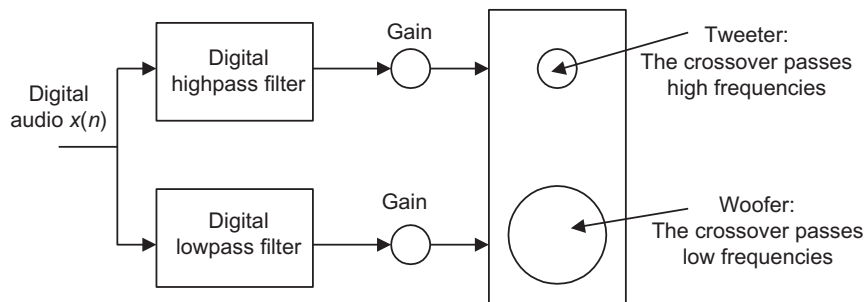 Digital
audio x(n)
Digital
highpass filter
Gain
Tweeter:
The crossover passes
high frequencies
Digital
lowpass filter
Gain
Woofer:
The crossover passes
low frequencies